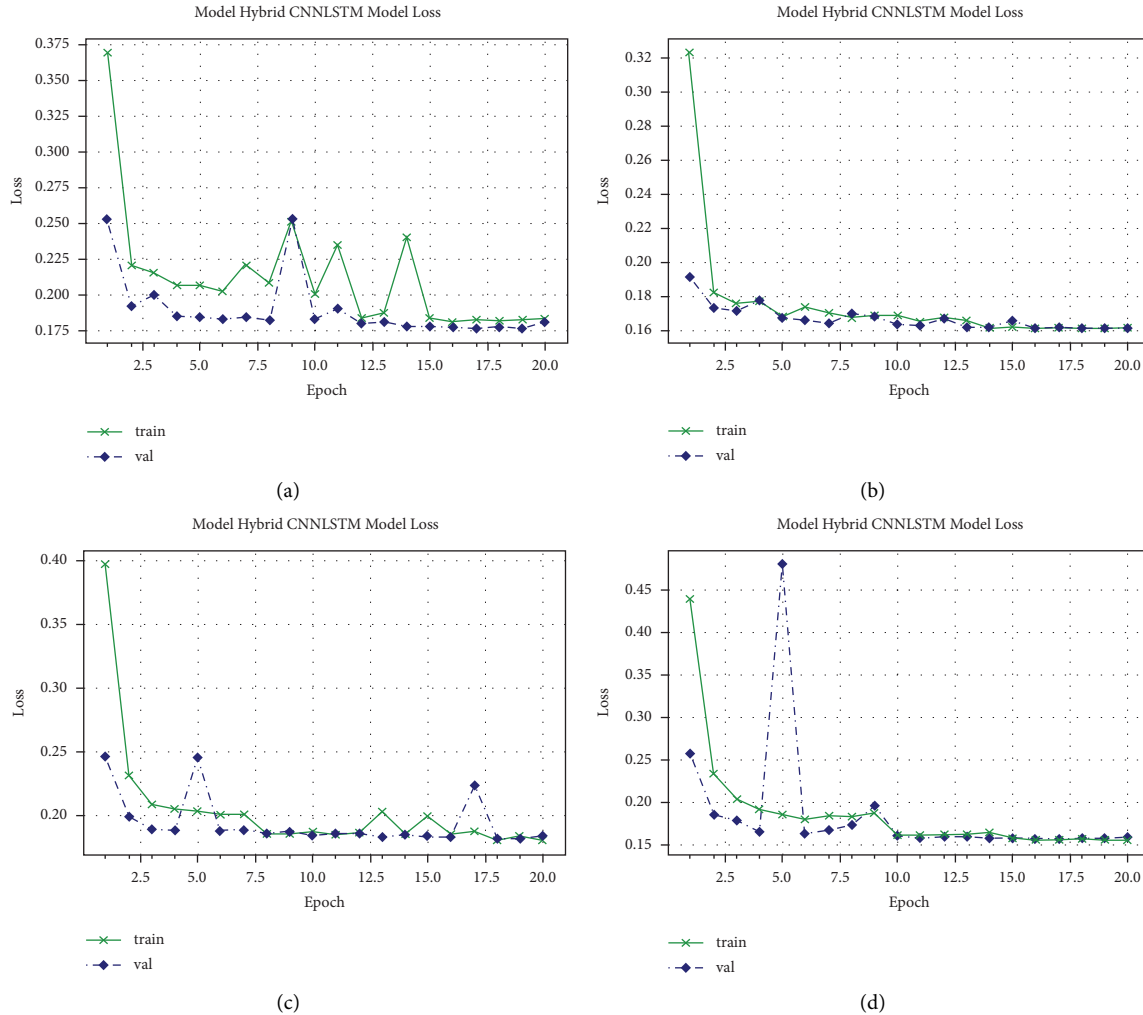 Model Hybrid CNNLSTM Model Loss
0.375
0.350
0.325
0.300
0.275
0.250
0.225
0.200
0.175
Loss
2.5 5.0 7.5 10.0 12.5 15.0 17.5 20.0
Epoch
train
val
(a)
Model Hybrid CNNLSTM Model Loss
0.32
0.30
0.28
0.26
0.24
0.22
0.20
0.18
0.16
Loss
2.5 5.0 7.5 10.0 12.5 15.0 17.5 20.0
Epoch
train
val
(b)
Model Hybrid CNNLSTM Model Loss
0.40
0.35
0.30
0.25
0.20
Loss
2.5 5.0 7.5 10.0 12.5 15.0 17.5 20.0
Epoch
train
val
(c)
Model Hybrid CNNLSTM Model Loss
0.45
0.40
0.35
0.30
0.25
0.20
0.15
Loss
2.5 5.0 7.5 10.0 12.5 15.0 17.5 20.0
Epoch
train
val
(d)